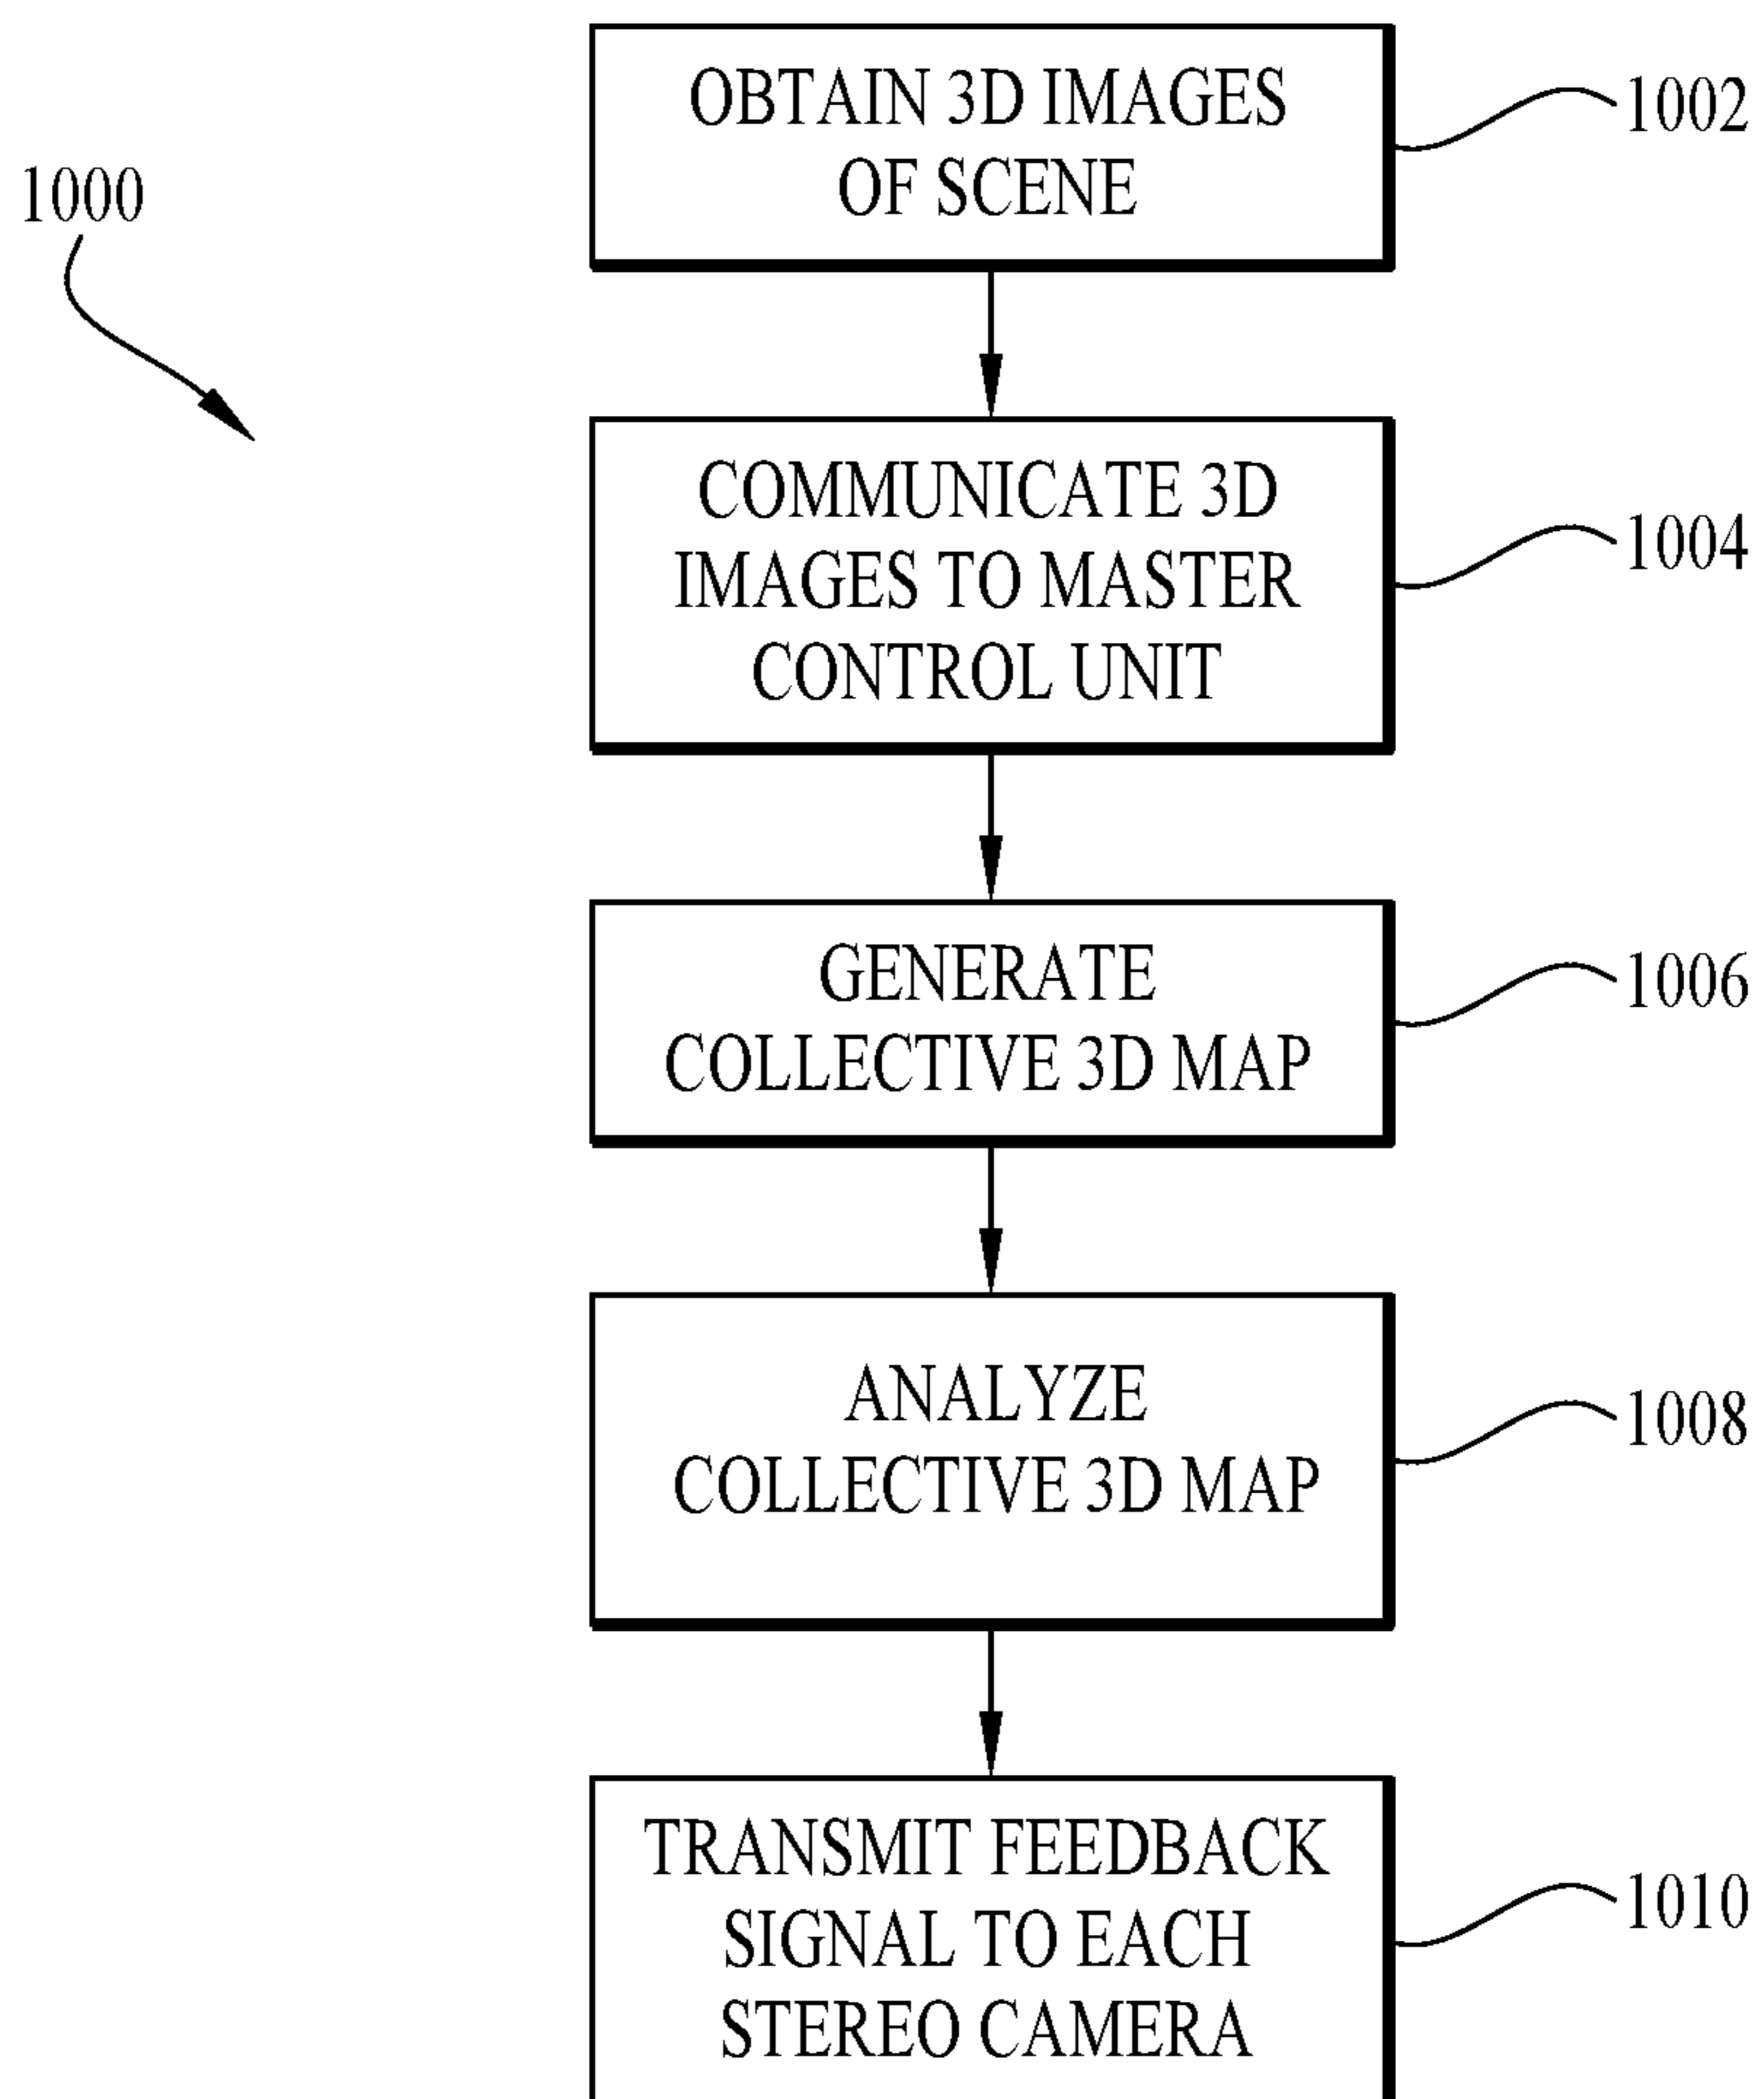 1000
OBTAIN 3D IMAGES
OF SCENE
1002
COMMUNICATE 3D
IMAGES TO MASTER
CONTROL UNIT
1004
GENERATE
COLLECTIVE 3D MAP
1006
ANALYZE
COLLECTIVE 3D MAP
1008
TRANSMIT FEEDBACK
SIGNAL TO EACH
STEREO CAMERA
1010